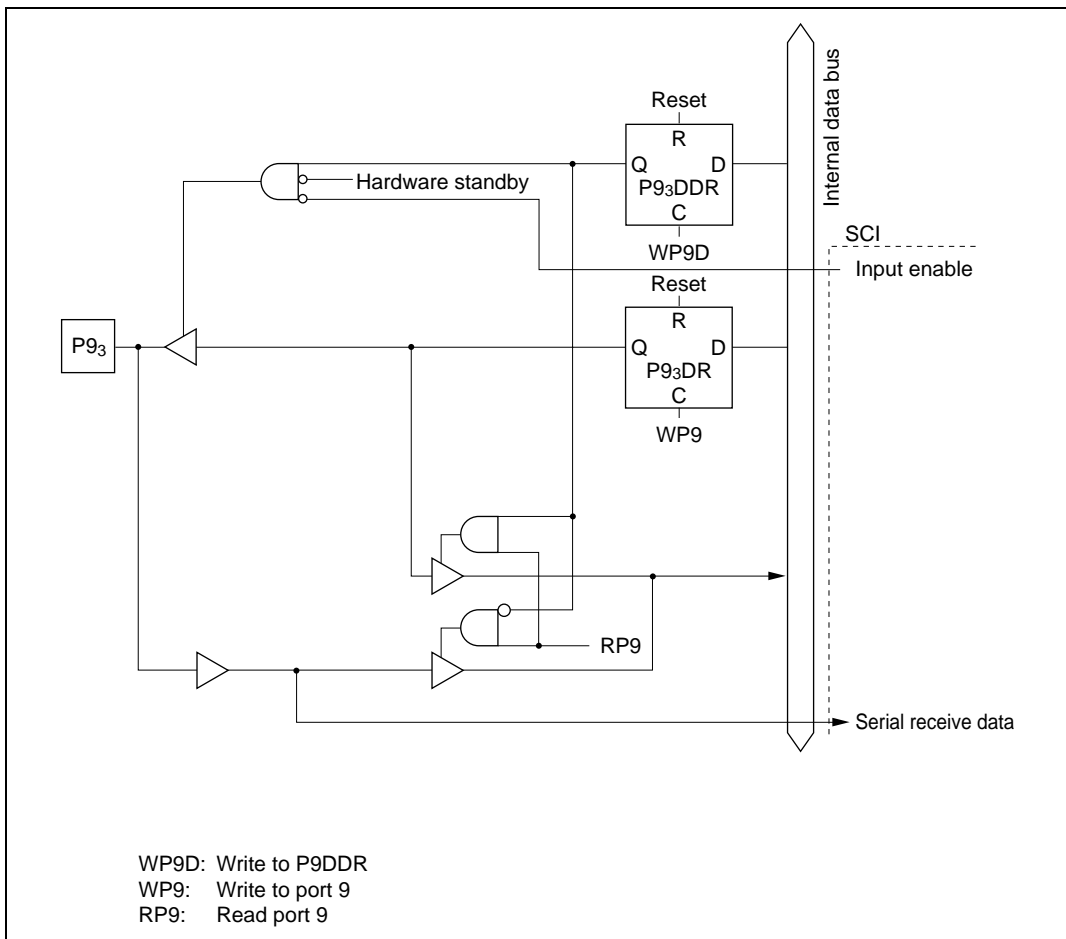 Reset
R
Q D
P9₃DDR
C
WP9D
Hardware standby
Internal data bus
SCI
Input enable
Reset
R
Q D
P9₃DR
C
WP9
P9₃
RP9
Serial receive data
WP9D: Write to P9DDR
WP9: Write to port 9
RP9: Read port 9